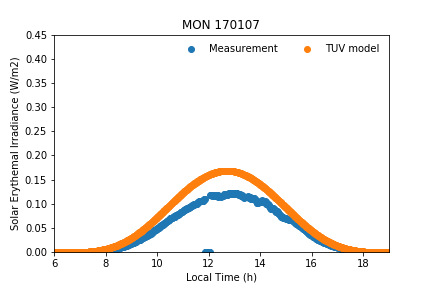 MON 170107
Measurement
TUV model
Solar Erythemal Irradiance (W/m2)
0.45
0.40
0.35
0.30
0.25
0.20
0.15
0.10
0.05
0.00
6 8 10 12 14 16 18
Local Time (h)